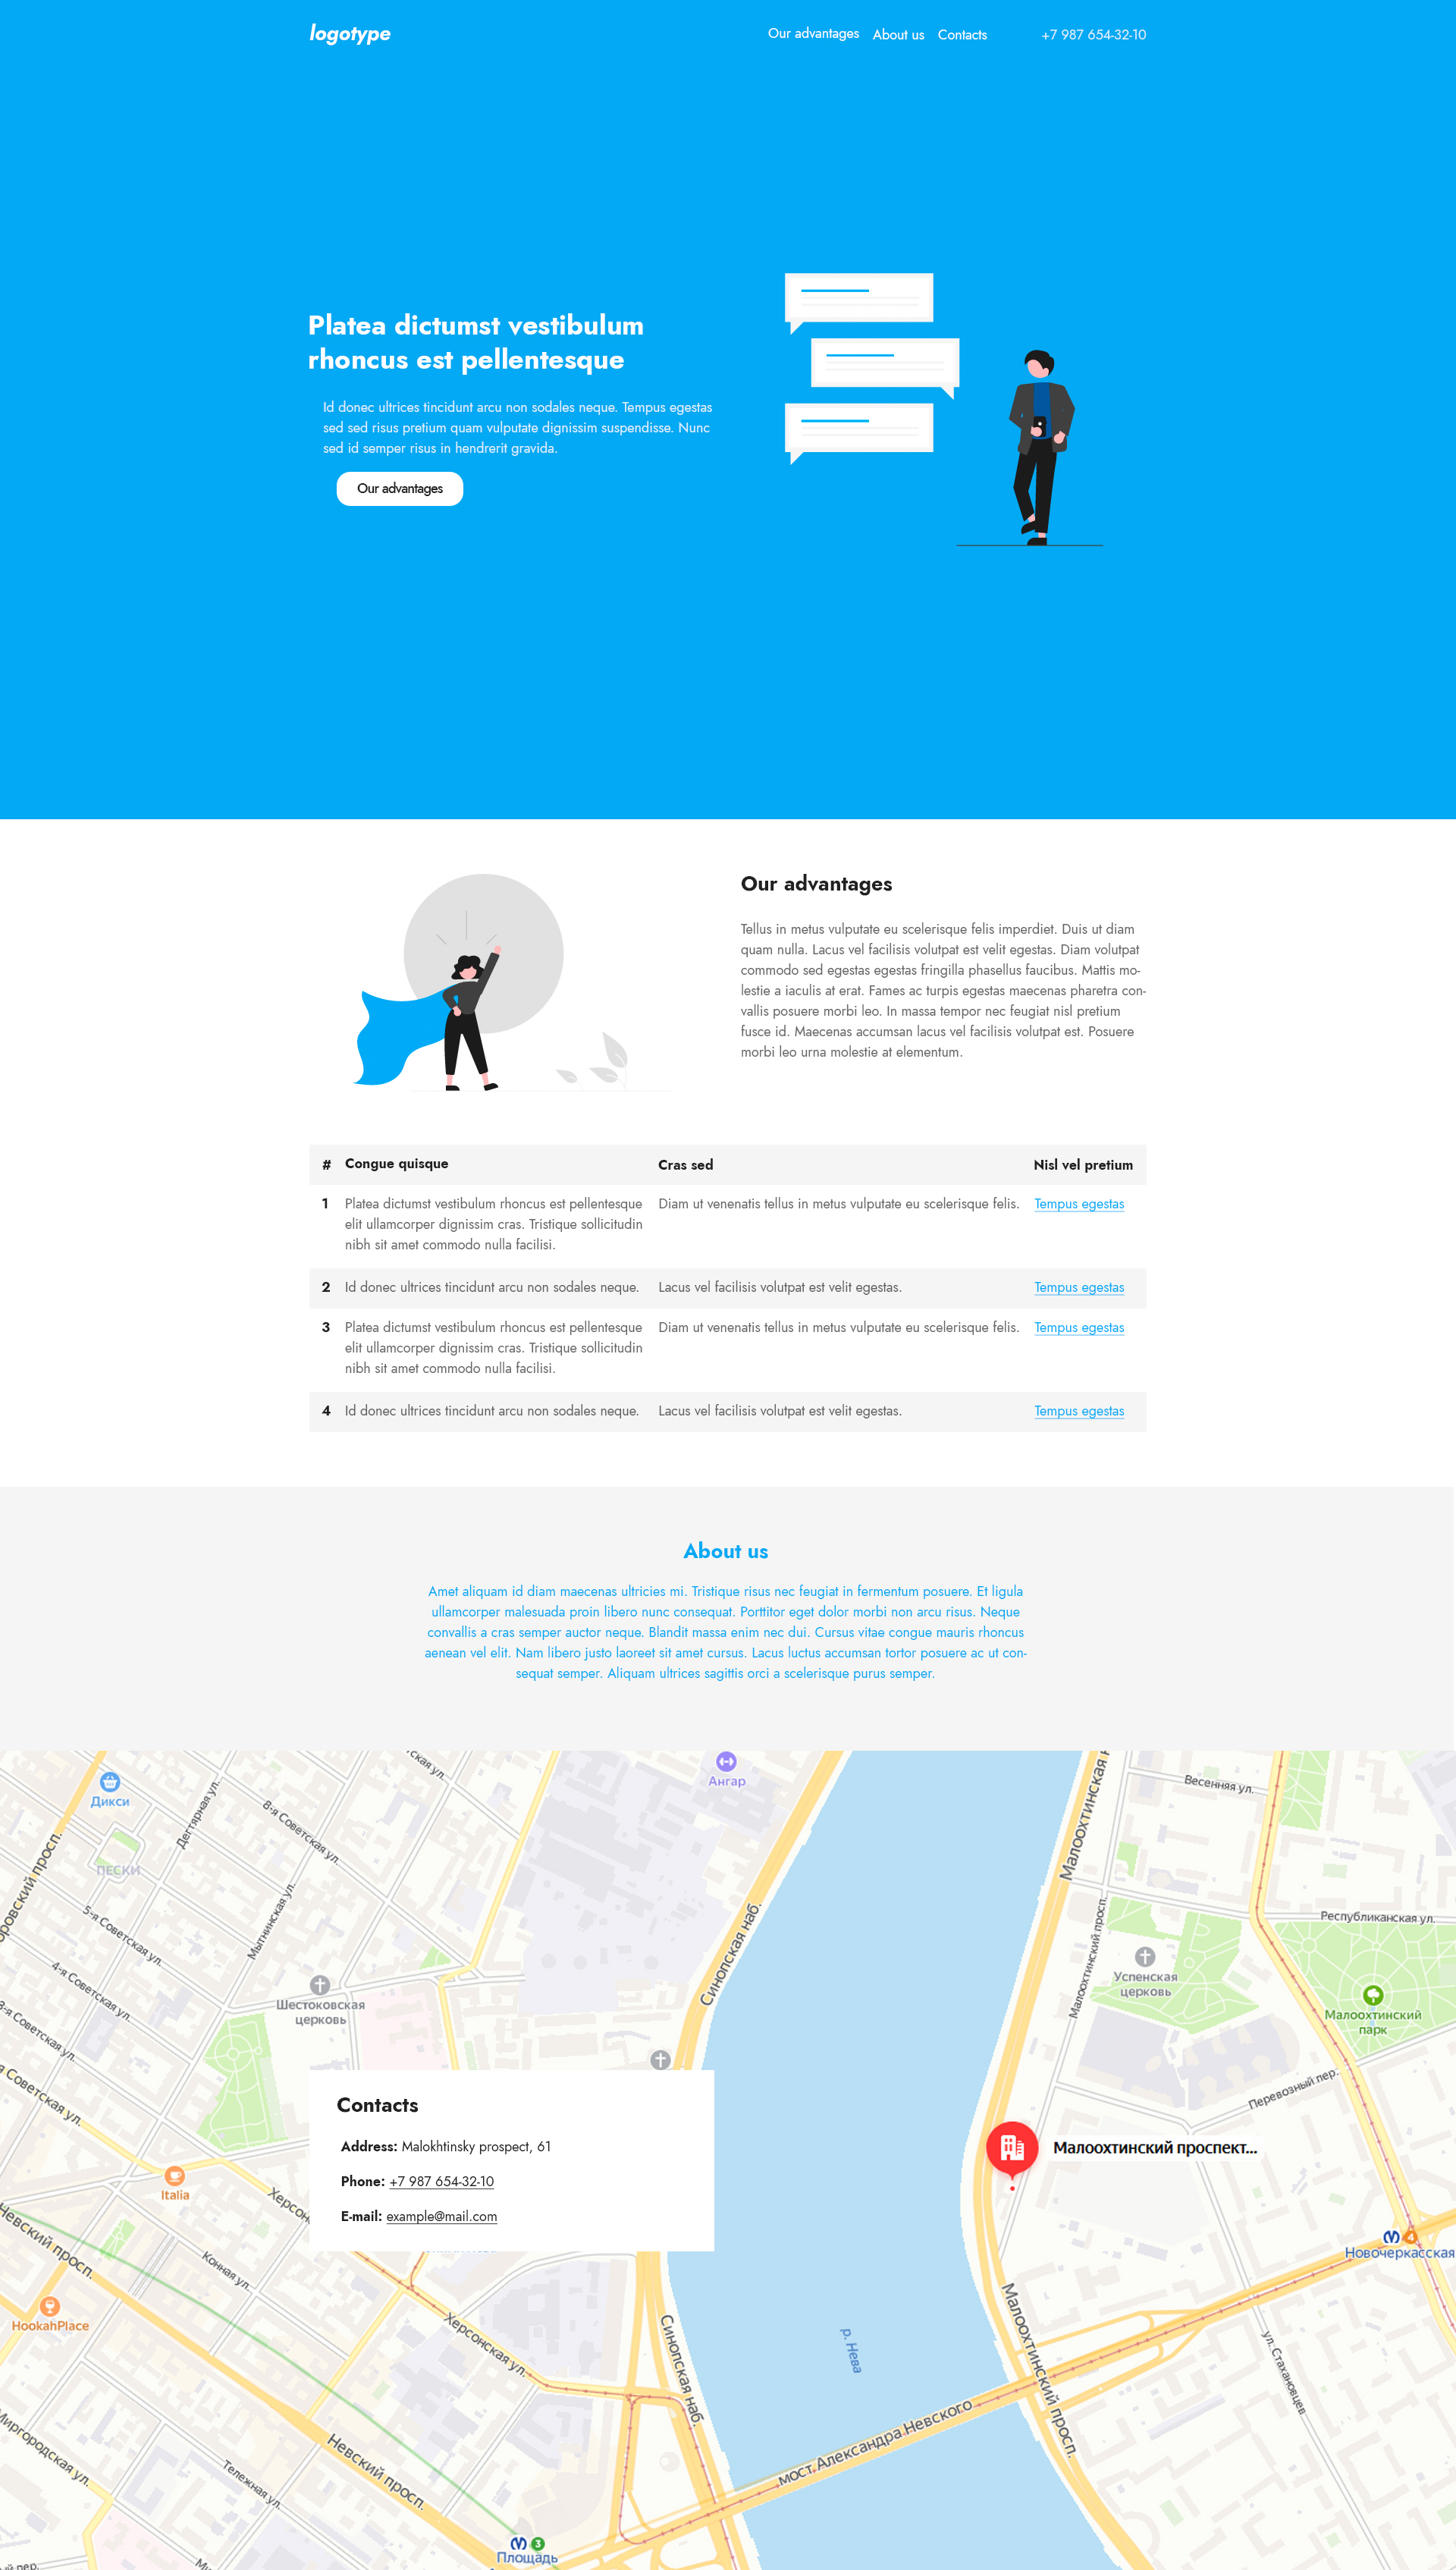 logotype
Our advantages About us Contacts +7 987 654-32-10
Platea dictumst vestibulum
rhoncus est pellentesque
Id donec ultrices tincidunt arcu non sodales neque. Tempus egestas
sed sed risus pretium quam vulputate dignissim suspendisse. Nunc
sed id semper risus in hendrerit gravida.
Our advantages
Our advantages
Tellus in metus vulputate eu scelerisque felis imperdiet. Duis ut diam
quam nulla. Lacus vel facilisis volutpat est velit egestas. Diam volutpat
commodo sed egestas egestas fringilla phasellus faucibus. Mattis mo-
lestie a iaculis at erat. Fames ac turpis egestas maecenas pharetra con-
vallis posuere morbi leo. In massa tempor nec feugiat nisl pretium
fusce id. Maecenas accumsan lacus vel facilisis volutpat est. Posuere
morbi leo urna molestie at elementum.
# Congue quisque Cras sed Nisl vel pretium
1 Platea dictumst vestibulum rhoncus est pellentesque Diam ut venenatis tellus in metus vulputate eu scelerisque felis. Tempus egestas
elit ullamcorper dignissim cras. Tristique sollicitudin
nibh sit amet commodo nulla facilisi.
2 Id donec ultrices tincidunt arcu non sodales neque. Lacus vel facilisis volutpat est velit egestas. Tempus egestas
3 Platea dictumst vestibulum rhoncus est pellentesque Diam ut venenatis tellus in metus vulputate eu scelerisque felis. Tempus egestas
elit ullamcorper dignissim cras. Tristique sollicitudin
nibh sit amet commodo nulla facilisi.
4 Id donec ultrices tincidunt arcu non sodales neque. Lacus vel facilisis volutpat est velit egestas. Tempus egestas
About us
Amet aliquam id diam maecenas ultricies mi. Tristique risus nec feugiat in fermentum posuere. Et ligula
ullamcorper malesuada proin libero nunc consequat. Porttitor eget dolor morbi non arcu risus. Neque
convallis a cras semper auctor neque. Blandit massa enim nec dui. Cursus vitae congue mauris rhoncus
aenean vel elit. Nam libero justo laoreet sit amet cursus. Lacus luctus accumsan tortor posuere ac ut con-
sequat semper. Aliquam ultrices sagittis orci a scelerisque purus semper.
Ангар
Дикси
Весенняя ул.
Дегтярная ул.
8-я Советская ул.
Малоохтинская
ПЕСКИ
5-я Советская ул.
Мытнинская ул.
Синопская наб.
Республиканская ул.
Малоохтинский просп.
4-я Советская ул.
Успенская
церковь
Шестоковская
церковь
Малоохтинский
парк
3-я Советская ул.
Советская ул.
Перевозный пер.
Contacts
Address: Malokhtinsky prospect, 61
Phone: +7 987 654-32-10
E-mail: example@mail.com
Малоохтинский проспект...
Italia
Невский просп.
Конная ул.
4
Новочеркасская
HookahPlace
Херсонская ул.
Синопская наб.
р. Нева
Малоохтинский просп.
ул. Стахановцев
Миргородская ул.
Тележная ул.
Невский просп.
мост Александра Невского
3
Площадь